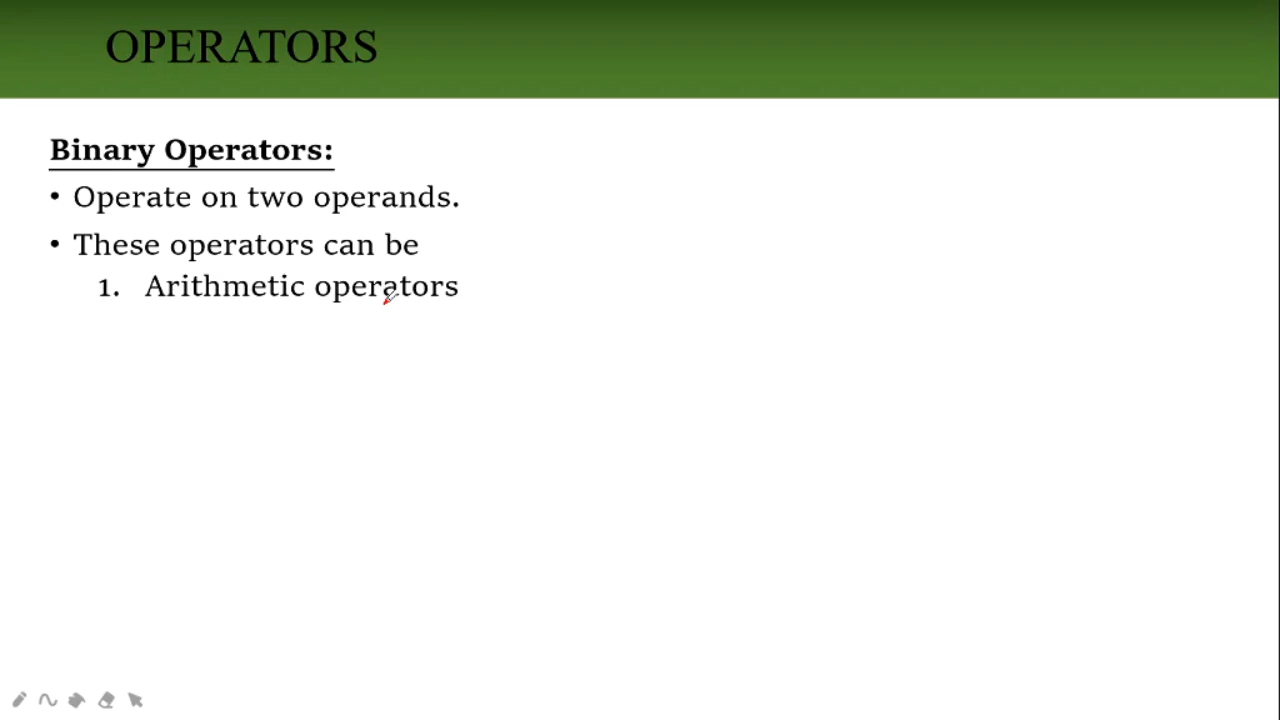 OPERATORS
Binary Operators:
• Operate on two operands.
• These operators can be
1. Arithmetic operators